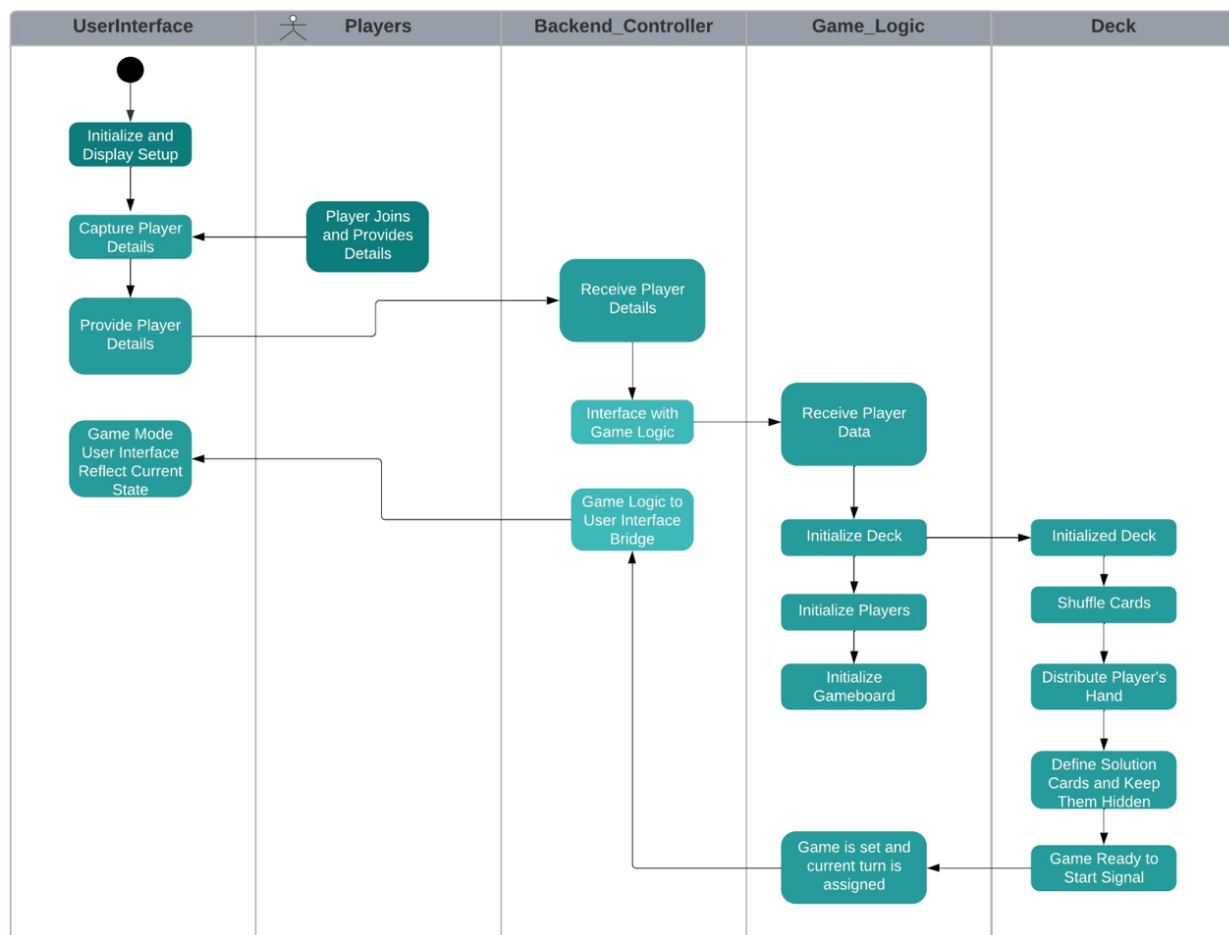 UserInterface
Players
Backend_Controller
Game_Logic
Deck
Initialize and
Display Setup
Capture Player
Details
Provide Player
Details
Game Mode
User Interface
Reflect Current
State
Player Joins
and Provides
Details
Receive Player
Details
Interface with
Game Logic
Game Logic to
User Interface
Bridge
Receive Player
Data
Initialize Deck
Initialize Players
Initialize
Gameboard
Game is set and
current turn is
assigned
Initialized Deck
Shuffle Cards
Distribute Player's
Hand
Define Solution
Cards and Keep
Them Hidden
Game Ready to
Start Signal